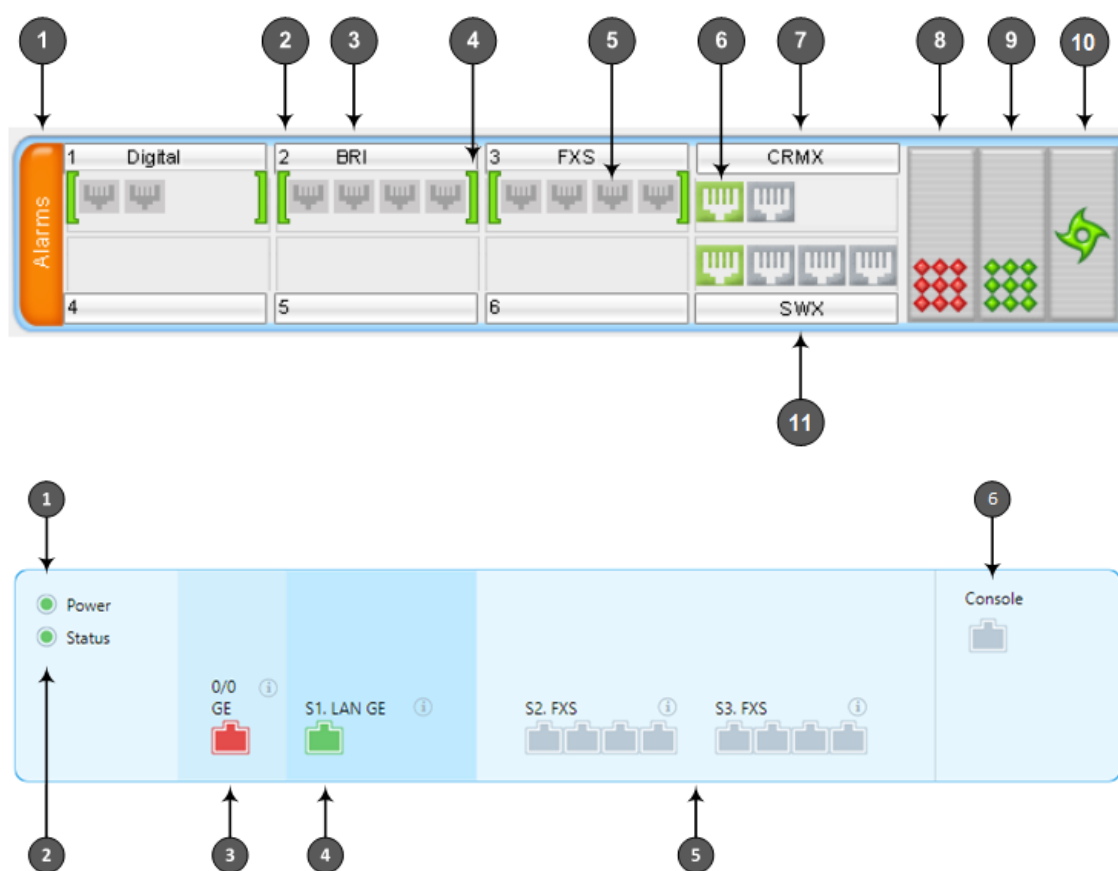 1 2 3 4 5 6 7 8 9 10
1 Digital 2 BRI 3 FXS CRMX
Alarms
4 5 6 SWX
11
1 6
Power
Status
Console
0/0
GE
S1. LAN GE
S2. FXS
S3. FXS
2 3 4 5